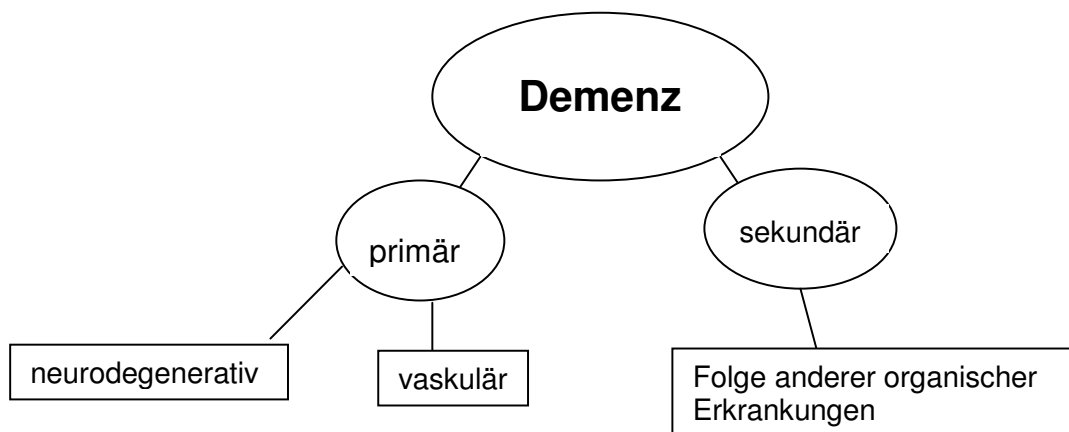 Demenz
primär
sekundär
neurodegenerativ
vaskulär
Folge anderer organischer
Erkrankungen